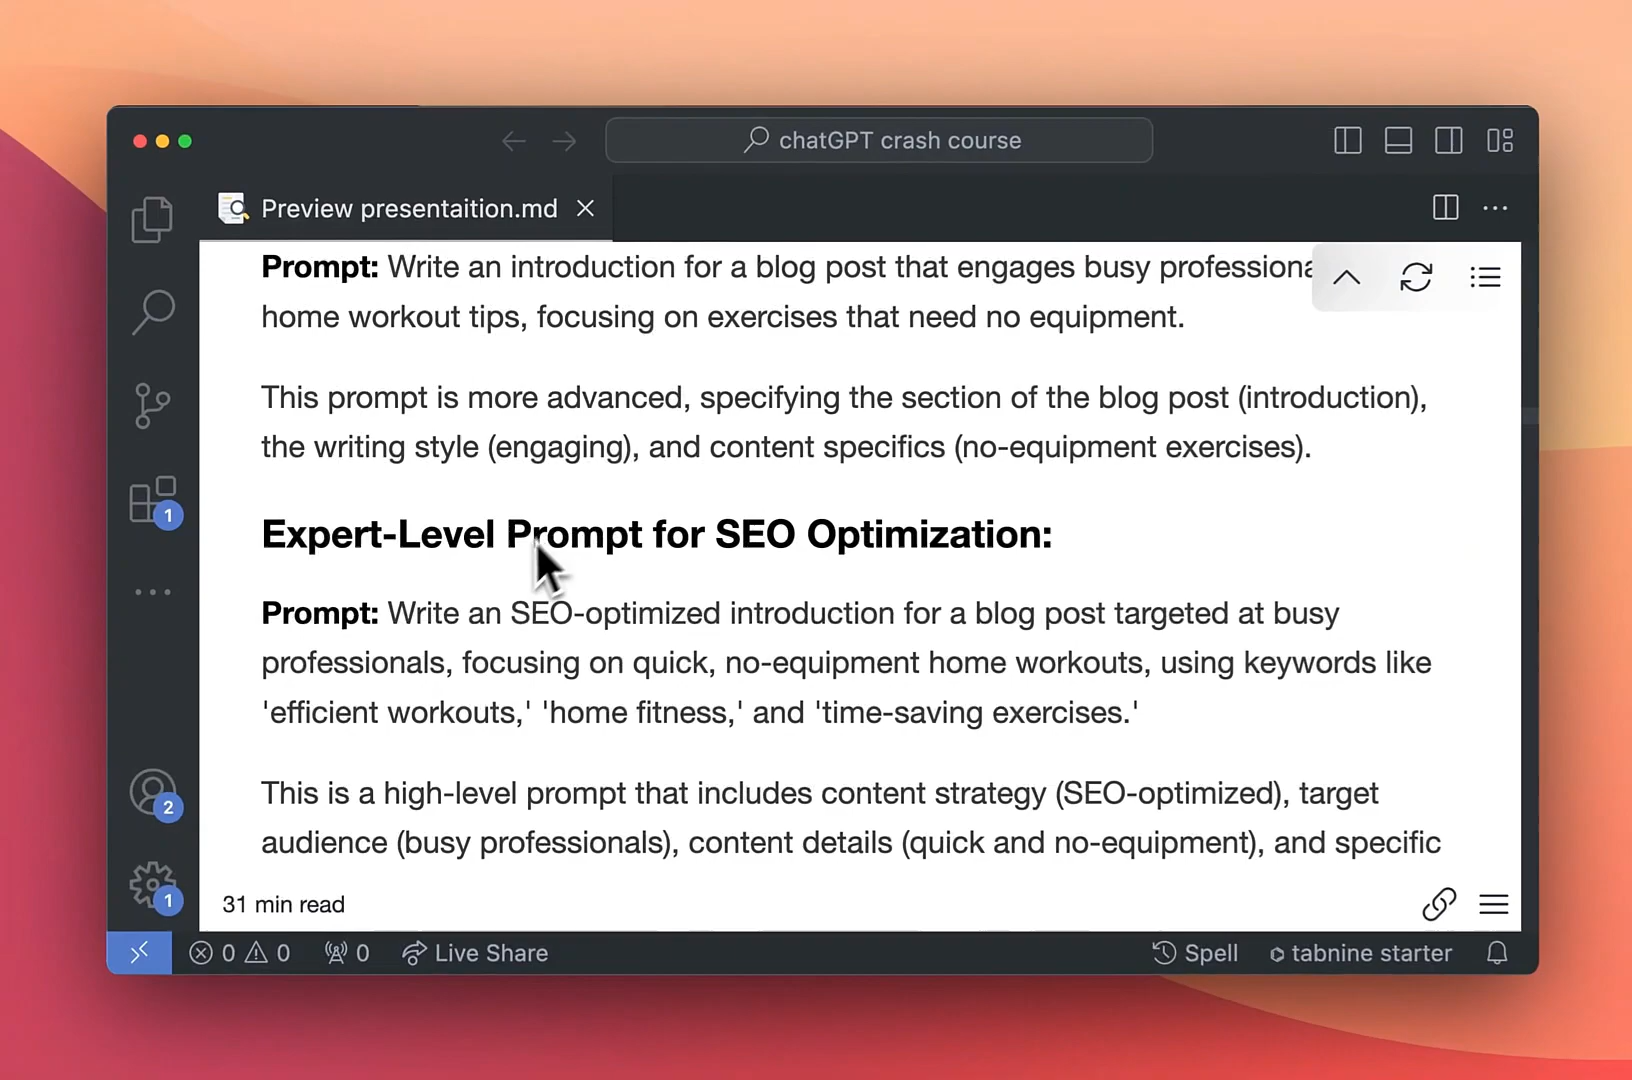 chatGPT crash course
Preview presentaition.md
Prompt: Write an introduction for a blog post that engages busy
home workout tips, focusing on exercises that need no equipment.
This prompt is more advanced, specifying the section of the blog post (introduction),
the writing style (engaging), and content specifics (no-equipment exercises).
Expert-Level Prompt for SEO Optimization:
Prompt: Write an SEO-optimized introduction for a blog post targeted at busy
professionals, focusing on quick, no-equipment home workouts, using keywords like
'efficient workouts,' 'home fitness,' and 'time-saving exercises.'
This is a high-level prompt that includes content strategy (SEO-optimized), target
audience (busy professionals), content details (quick and no-equipment), and specific
1
2
1
31 min read
0 0 0 Live Share Spell tabnine starter